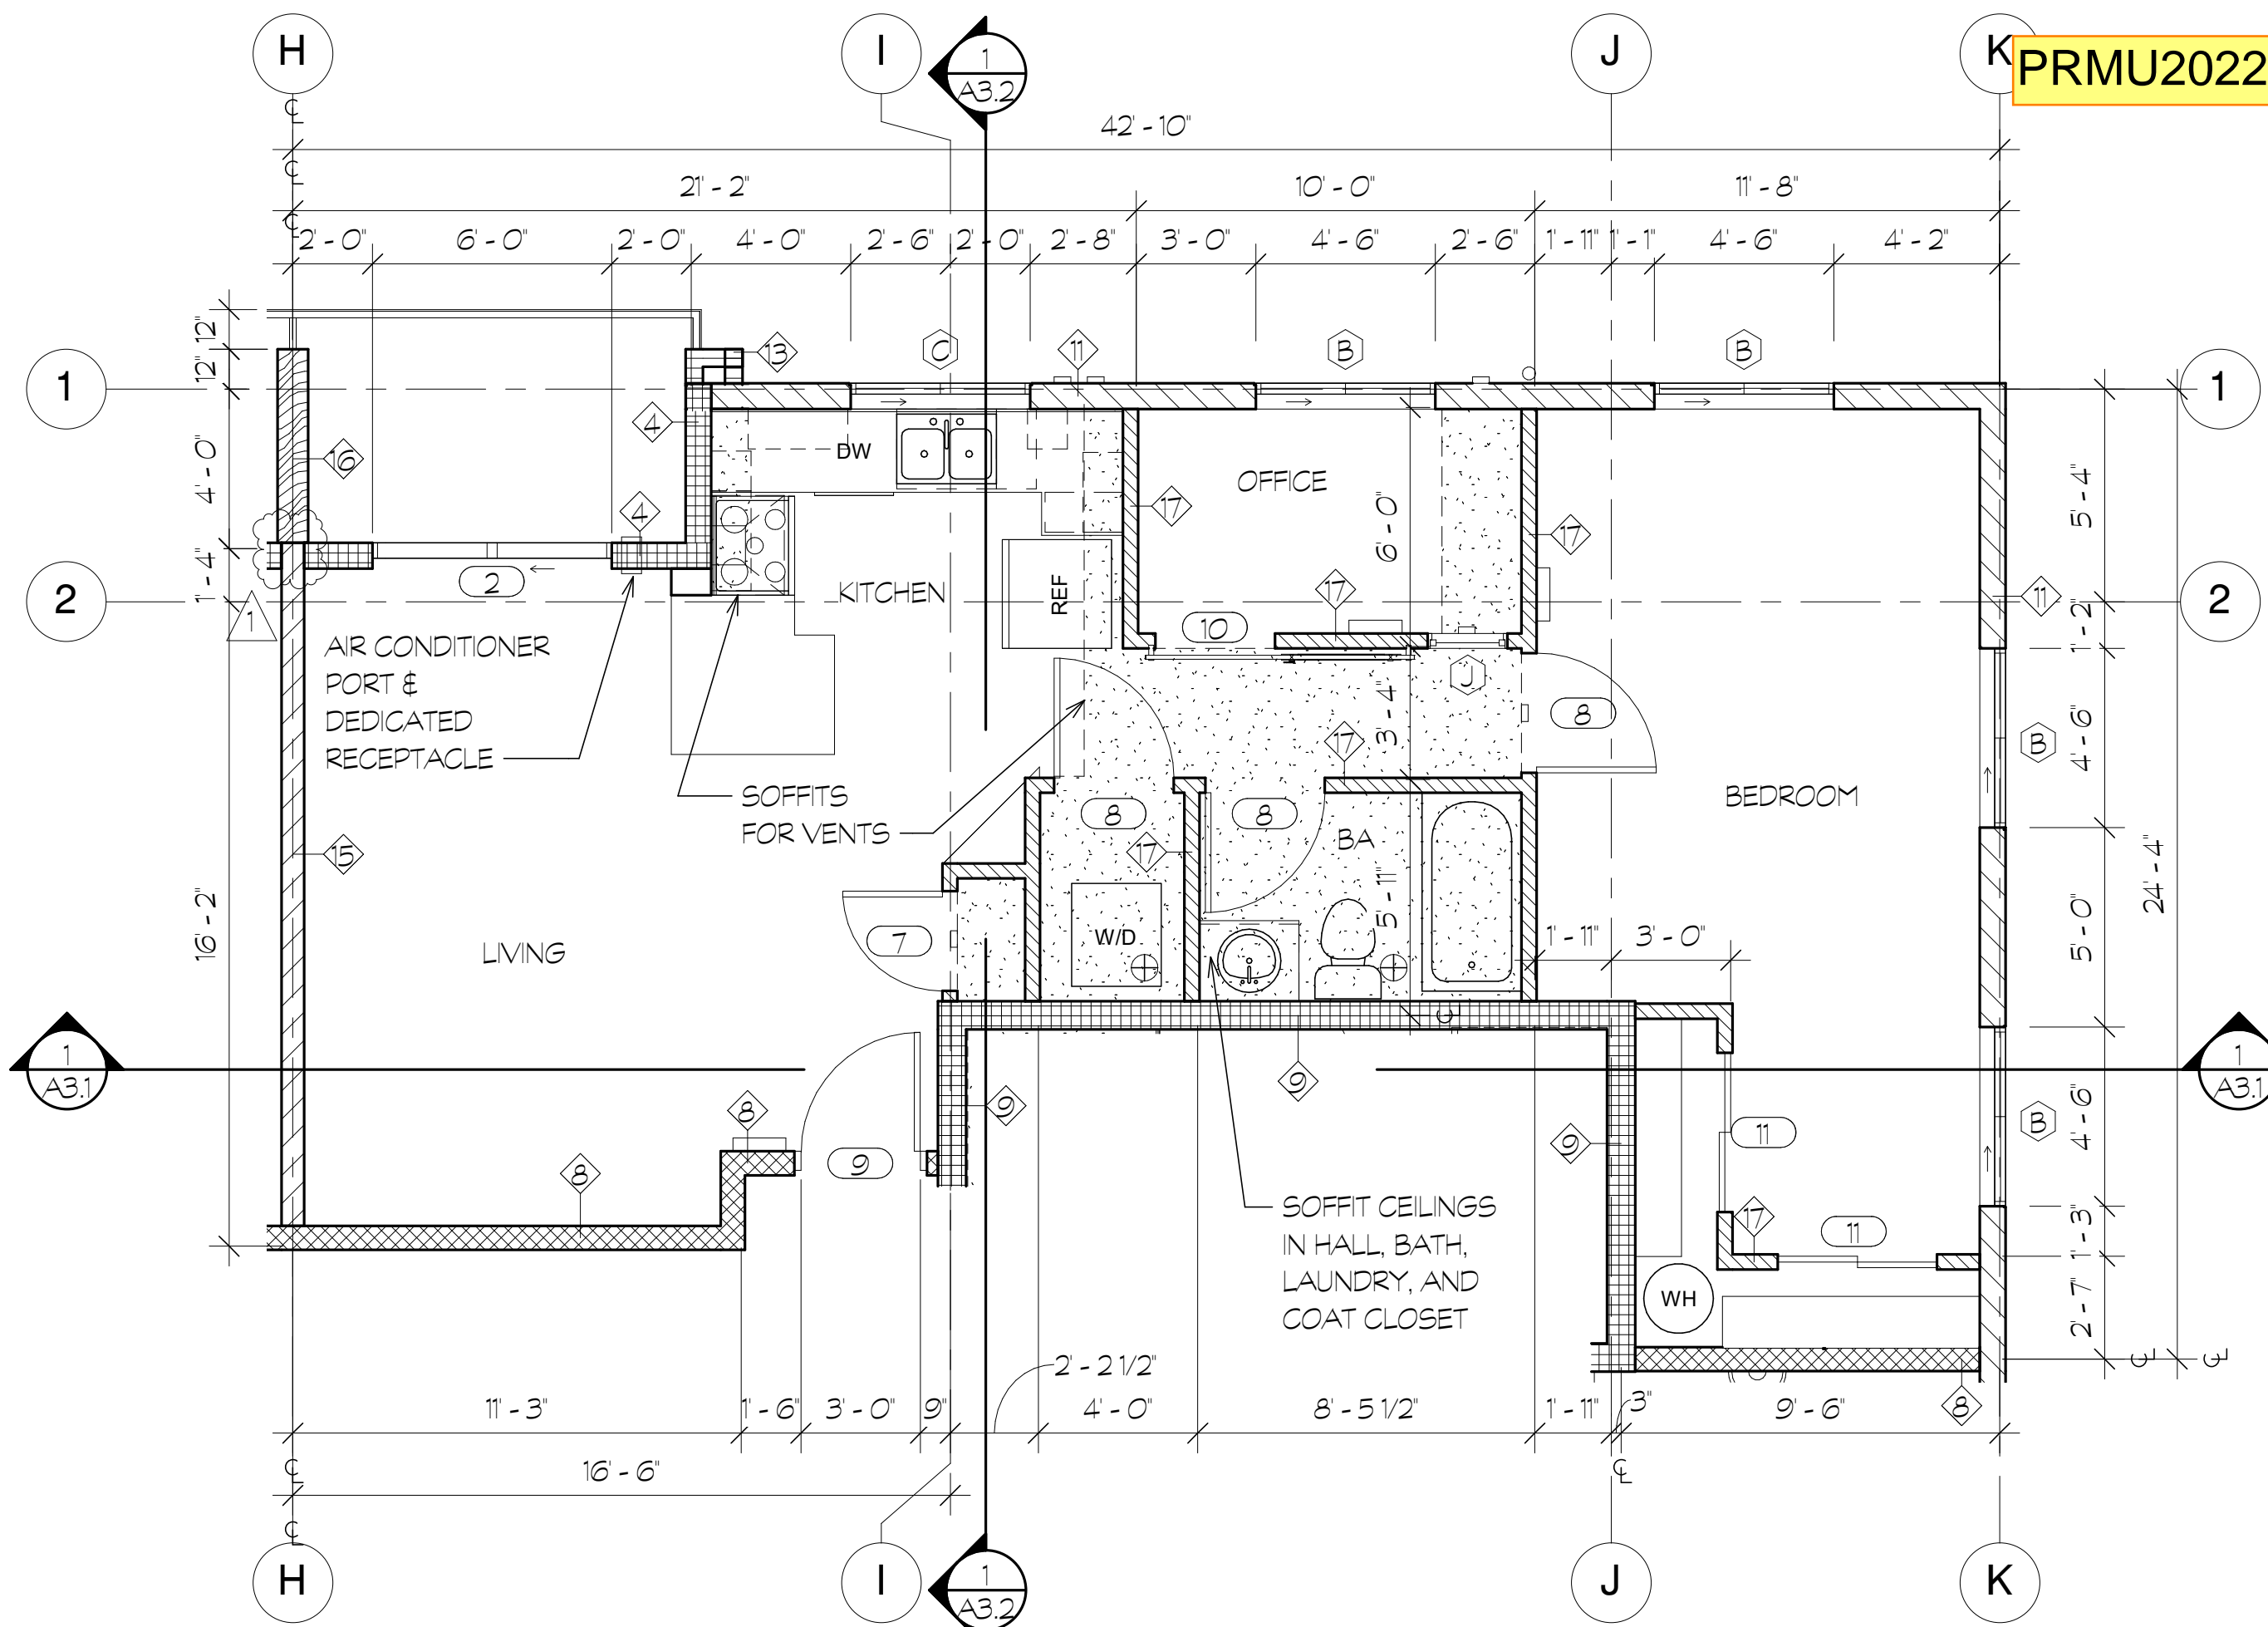 H
I
1
A3.2
J
K
PRMU2022
42' - 10"
21' - 2"
10' - 0"
11' - 8"
2' - 0"
6' - 0"
2' - 0"
4' - 0"
2' - 6"
2' - 0"
2' - 8"
3' - 0"
4' - 6"
2' - 6"
1' - 11"
1' - 1"
4' - 6"
4' - 2"
12"
12"
4' - 0"
1' - 4"
16' - 2"
1
1
2
2
1
13
C
11
B
B
4
16
4
2
DW
OFFICE
6' - 0"
17
17
17
KITCHEN
REF
10
J
8
11
5' - 4"
1' - 2"
4' - 6"
B
5' - 0"
24' - 4"
4' - 6"
B
1' - 3"
2' - 7"
AIR CONDITIONER
PORT &
DEDICATED
RECEPTACLE
SOFFITS
FOR VENTS
3' - 4"
17
BEDROOM
8
8
BA
17
15
5' - 11"
LIVING
7
W/D
1' - 11"
3' - 0"
1
A3.1
1
A3.1
8
9
9
9
9
8
11
17
11
SOFFIT CEILINGS
IN HALL, BATH,
LAUNDRY, AND
COAT CLOSET
WH
8
2' - 2 1/2"
11' - 3"
1' - 6"
3' - 0"
9"
4' - 0"
8' - 5 1/2"
1' - 11"
3"
9' - 6"
16' - 6"
H
I
1
A3.2
J
K